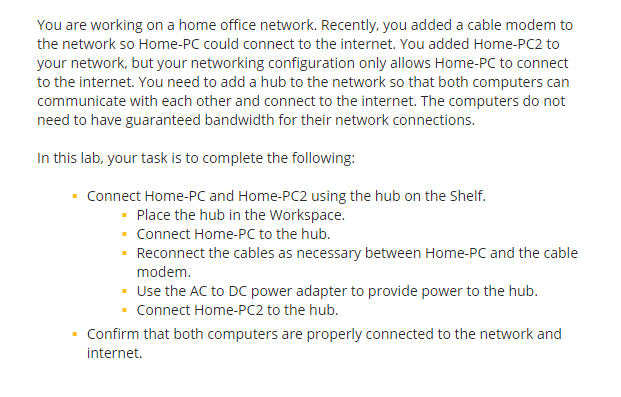 You are working on a home office network. Recently, you added a cable modem to
the network so Home-PC could connect to the internet. You added Home-PC2 to
your network, but your networking configuration only allows Home-PC to connect
to the internet. You need to add a hub to the network so that both computers can
communicate with each other and connect to the internet. The computers do not
need to have guaranteed bandwidth for their network connections.
In this lab, your task is to complete the following:
▪ Connect Home-PC and Home-PC2 using the hub on the Shelf.
▪ Place the hub in the Workspace.
▪ Connect Home-PC to the hub.
▪ Reconnect the cables as necessary between Home-PC and the cable
modem.
▪ Use the AC to DC power adapter to provide power to the hub.
▪ Connect Home-PC2 to the hub.
▪ Confirm that both computers are properly connected to the network and
internet.